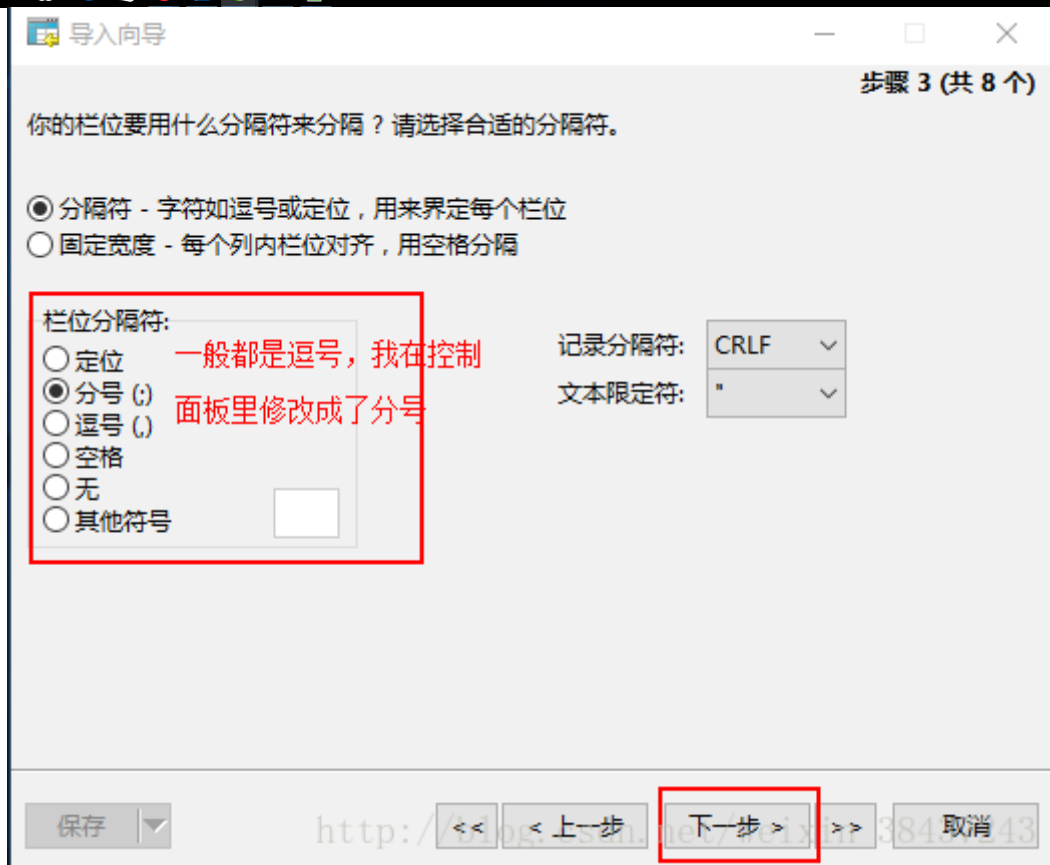 导入向导
步骤 3 (共 8 个)
你的栏位要用什么分隔符来分隔？请选择合适的分隔符。
分隔符 - 字符如逗号或定位，用来界定每个栏位
固定宽度 - 每个列内栏位对齐，用空格分隔
栏位分隔符:
定位
分号 (;)
逗号 (,)
空格
无
其他符号
一般都是逗号，我在控制
面板里修改成了分号
记录分隔符: CRLF
文本限定符: "
保存 << < 上一步 下一步 > >> 取消